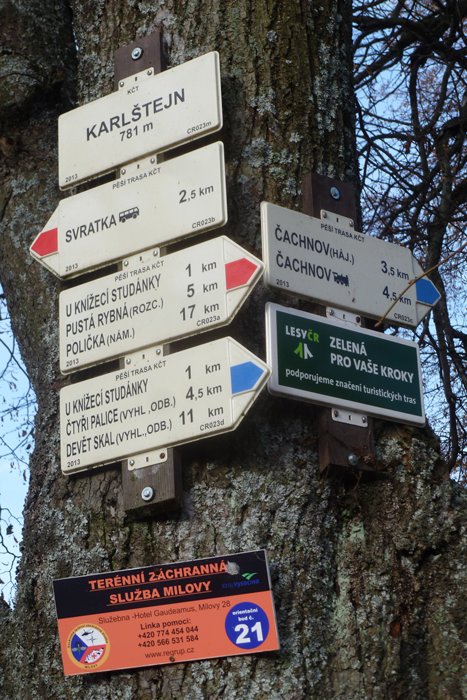 KČT
KARLŠTEJN
781 m
2013
CR023m
PĚŠÍ TRASA KČT
SVRATKA 2,5 km
2013
CR023b
PĚŠÍ TRASA KČT
U KNÍŽECÍ STUDÁNKY 1 km
PUSTÁ RYBNÁ (ROZC.) 5 km
POLIČKA (NÁM.) 17 km
2013
CR023a
PĚŠÍ TRASA KČT
U KNÍŽECÍ STUDÁNKY 1 km
ČTYŘI PALICE (VYHL.,ODB.) 4,5 km
DEVĚT SKAL (VYHL.,ODB.) 11 km
2013
CR023d
PĚŠÍ TRASA KČT
ČACHNOV (HÁJ.) 3,5 km
ČACHNOV 4,5 km
2013
CR023c
LESYČR
ZELENÁ
PRO VAŠE KROKY
podporujeme značení turistických tras
TERÉNNÍ ZÁCHRANNÁ
SLUŽBA MILOVY
Služebna -Hotel Gaudeamus, Milovy 28
Linka pomoci:
+420 774 454 044
+420 566 531 584
www.regrup.cz
orientační
bod č.
21